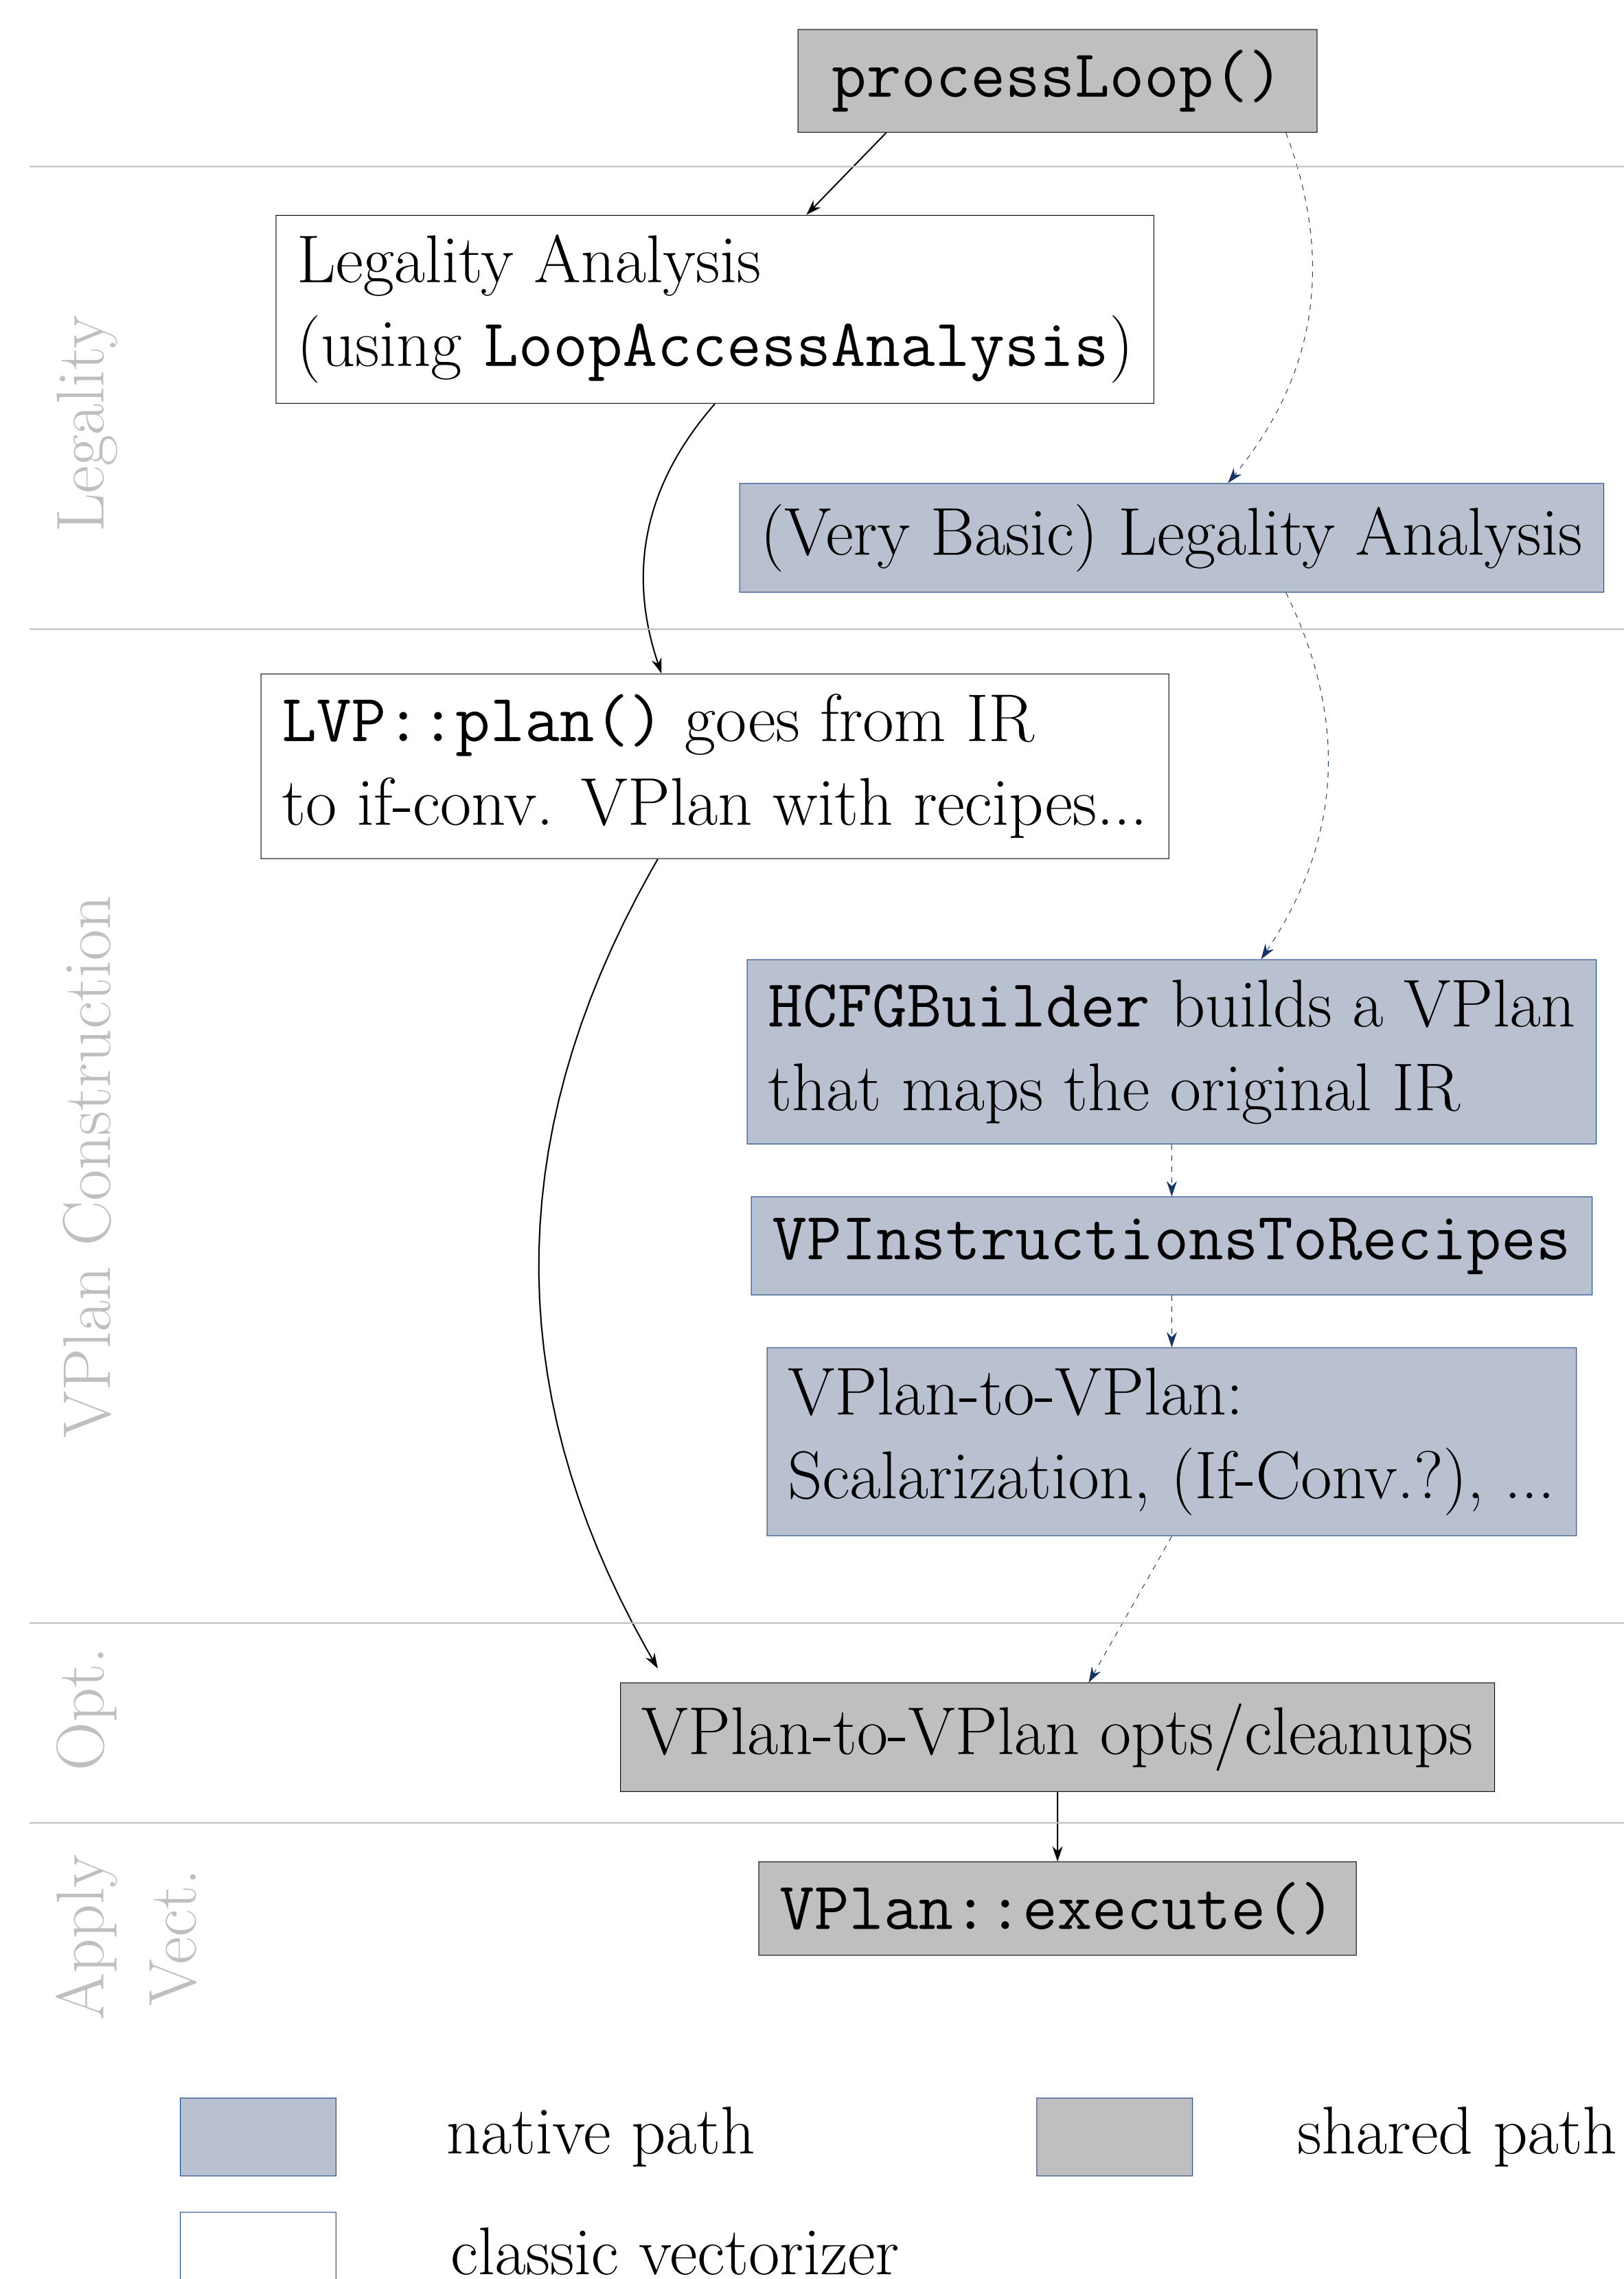 processLoop()
Legality
Legality Analysis
(using LoopAccessAnalysis)
(Very Basic) Legality Analysis
VPlan Construction
LVP::plan() goes from IR
to if-conv. VPlan with recipes...
HCFGBuilder builds a VPlan
that maps the original IR
VPInstructionsToRecipes
VPlan-to-VPlan:
Scalarization, (If-Conv.?), ...
Opt.
VPlan-to-VPlan opts/cleanups
Apply
Vect.
VPlan::execute()
native path
shared path
classic vectorizer